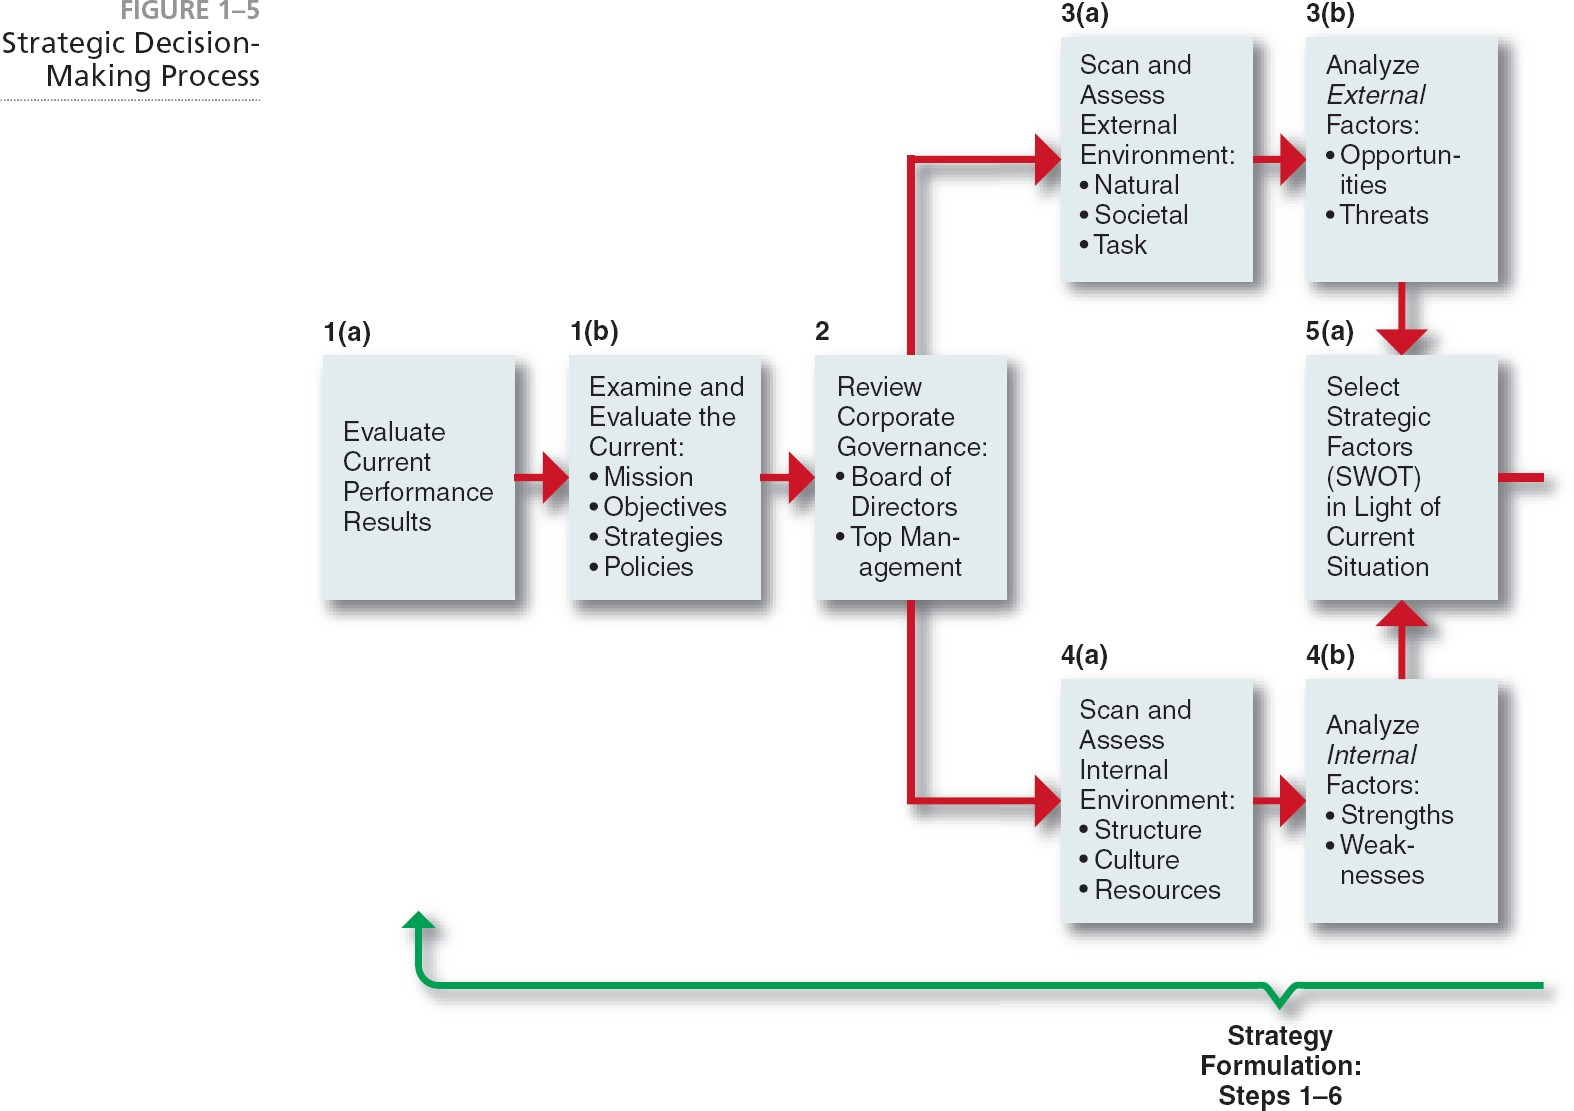 FIGURE 1–5
Strategic Decision-
Making Process
3(a)
Scan and
Assess
External
Environment:
• Natural
• Societal
• Task
3(b)
Analyze
External
Factors:
• Opportun-
ities
• Threats
1(a)
Evaluate
Current
Performance
Results
1(b)
Examine and
Evaluate the
Current:
• Mission
• Objectives
• Strategies
• Policies
2
Review
Corporate
Governance:
• Board of
Directors
• Top Man-
agement
5(a)
Select
Strategic
Factors
(SWOT)
in Light of
Current
Situation
4(a)
Scan and
Assess
Internal
Environment:
• Structure
• Culture
• Resources
4(b)
Analyze
Internal
Factors:
• Strengths
• Weak-
nesses
Strategy
Formulation:
Steps 1–6